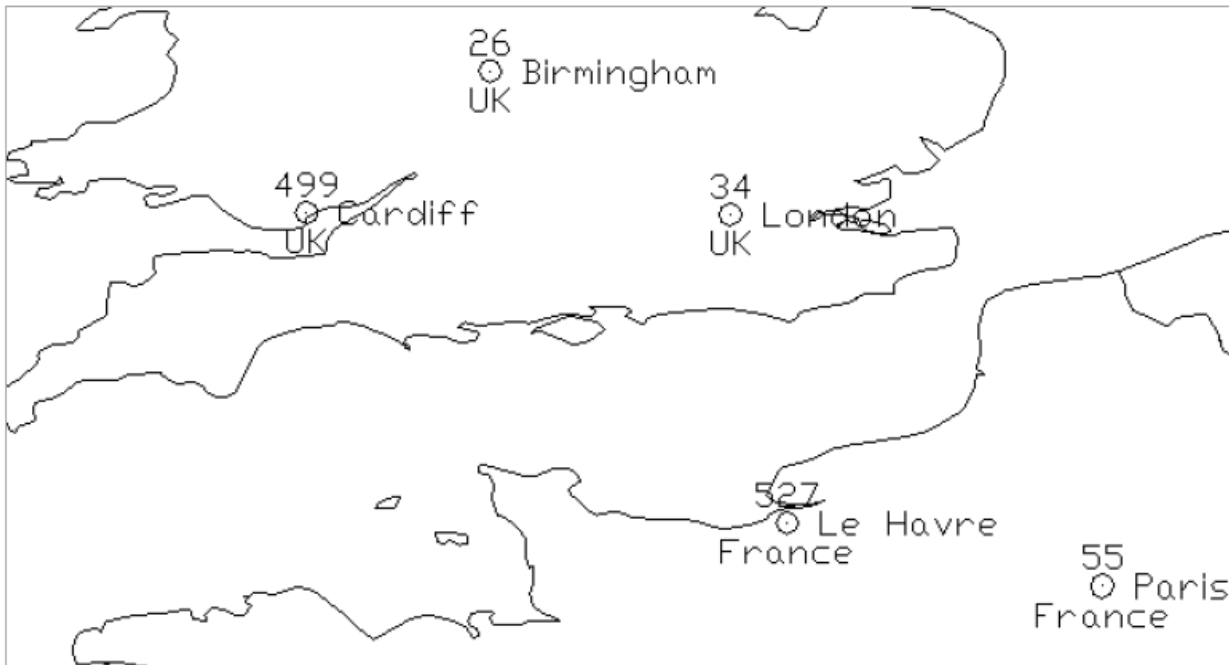 26
Birmingham
UK
499
Cardiff
UK
34
London
UK
527
Le Havre
France
55
Paris
France